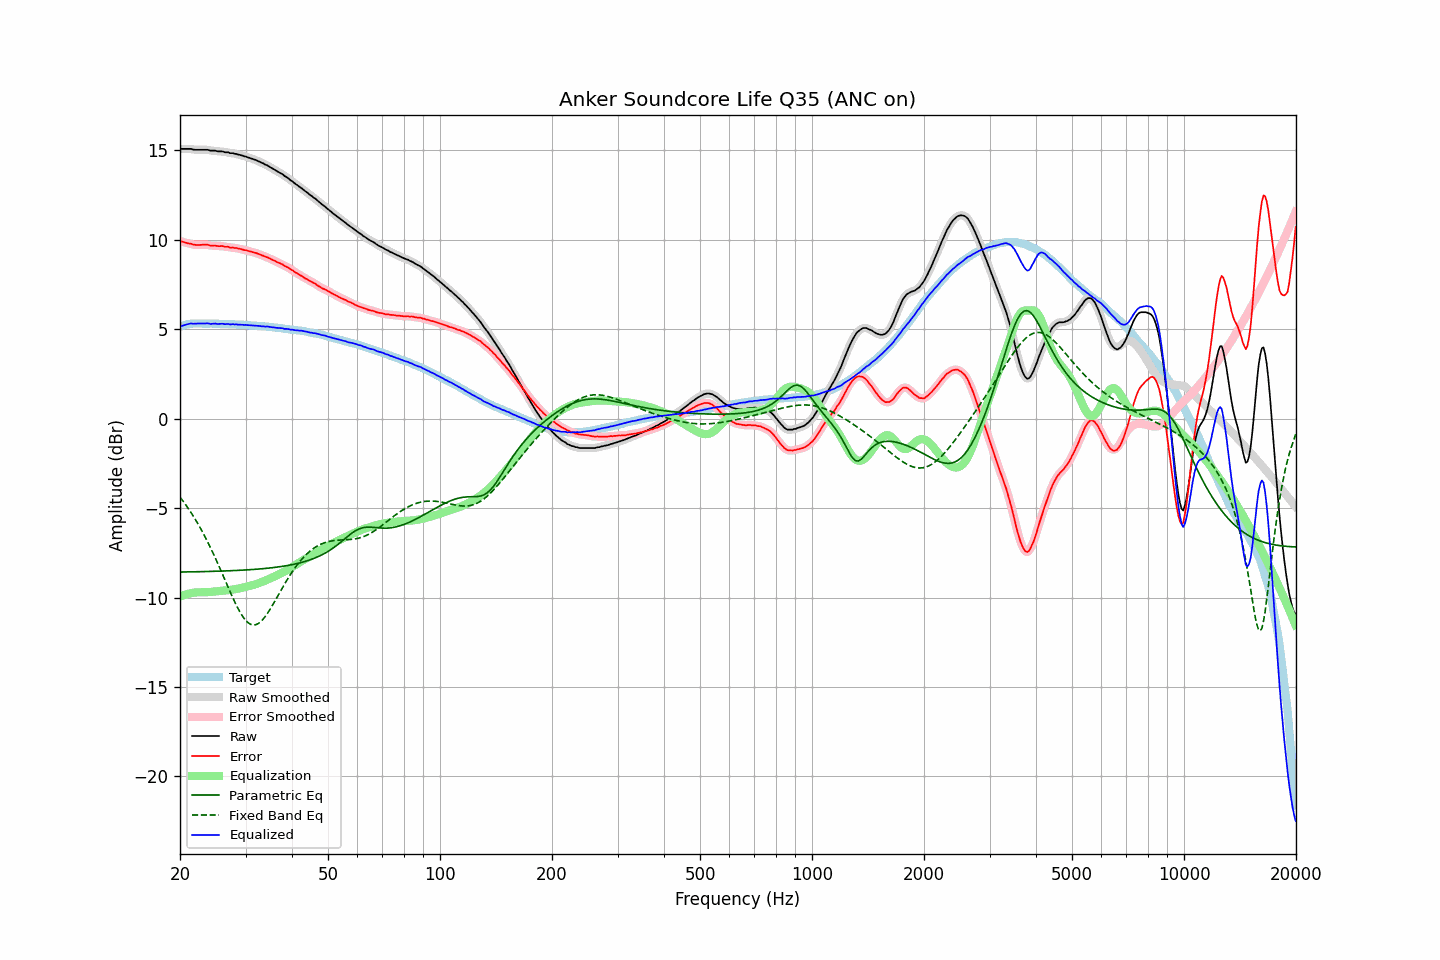 Anker Soundcore Life Q35 (ANC on)
Amplitude (dBr)
15
10
5
0
−5
−10
−15
−20
Target
Raw Smoothed
Error Smoothed
Raw
Error
Equalization
Parametric Eq
Fixed Band Eq
Equalized
20 50 100 200 500 1000 2000 5000 10000 20000
Frequency (Hz)